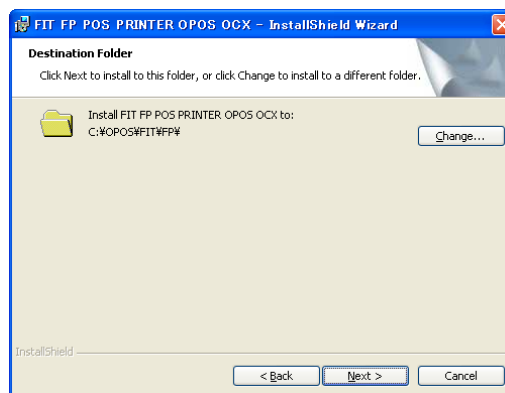 FIT FP POS PRINTER OPOS OCX - InstallShield Wizard
Destination Folder
Click Next to install to this folder, or click Change to install to a different folder.
Install FIT FP POS PRINTER OPOS OCX to:
C:¥OPOS¥FIT¥FP¥
Change...
InstallShield
< Back
Next >
Cancel